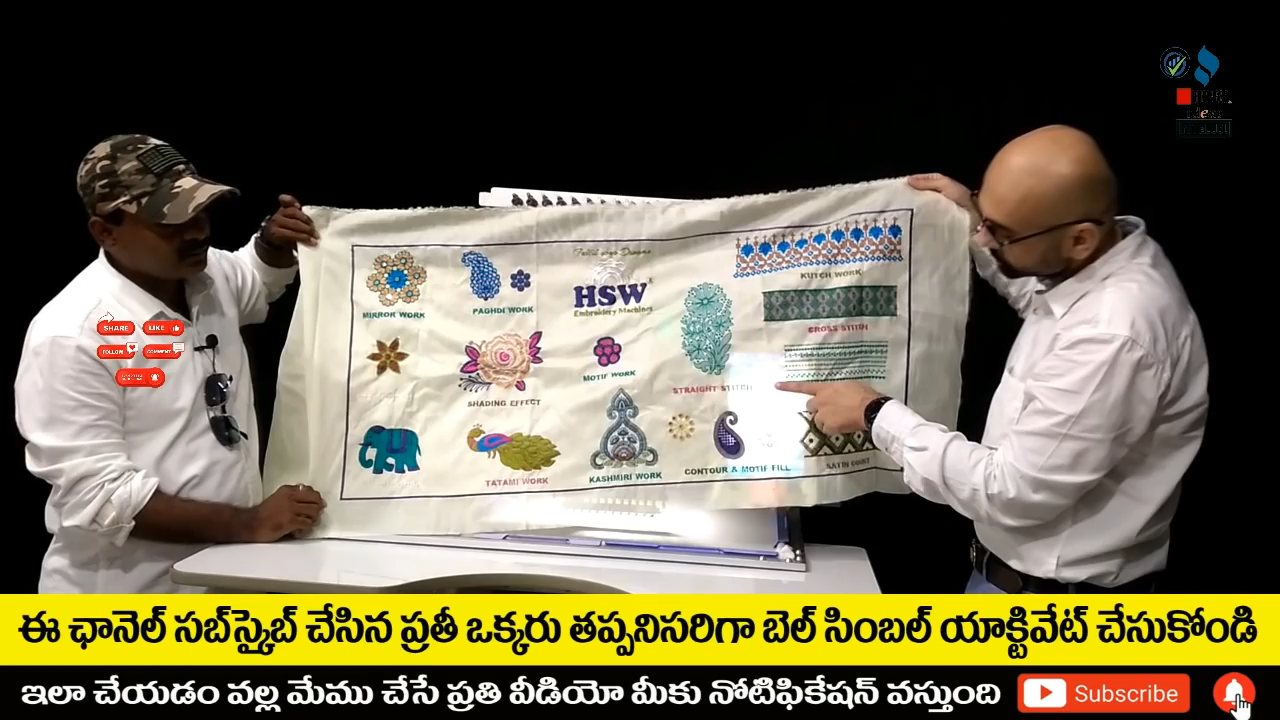 News
HSW
Embroidery Machines
MIRROR WORK
PAGHDI WORK
KUTCH WORK
CROSS STITCH
MOTIF WORK
SHADING EFFECT
STRAIGHT STITCH
TATAMI WORK
KASHMIRI WORK
CONTOUR & MOTIF FILL
SATIN
SHARE
LIKE
FOLLOW
COMMENT
ఈ ఛానెల్ సబ్‌స్క్రైబ్ చేసిన ప్రతీ ఒక్కరు తప్పనిసరిగా బెల్ సింబల్ యాక్టివేట్ చేసుకోండి
ఇలా చేయడం వల్ల మేము చేసే ప్రతి వీడియో మీకు నోటిఫికేషన్ వస్తుంది
Subscribe